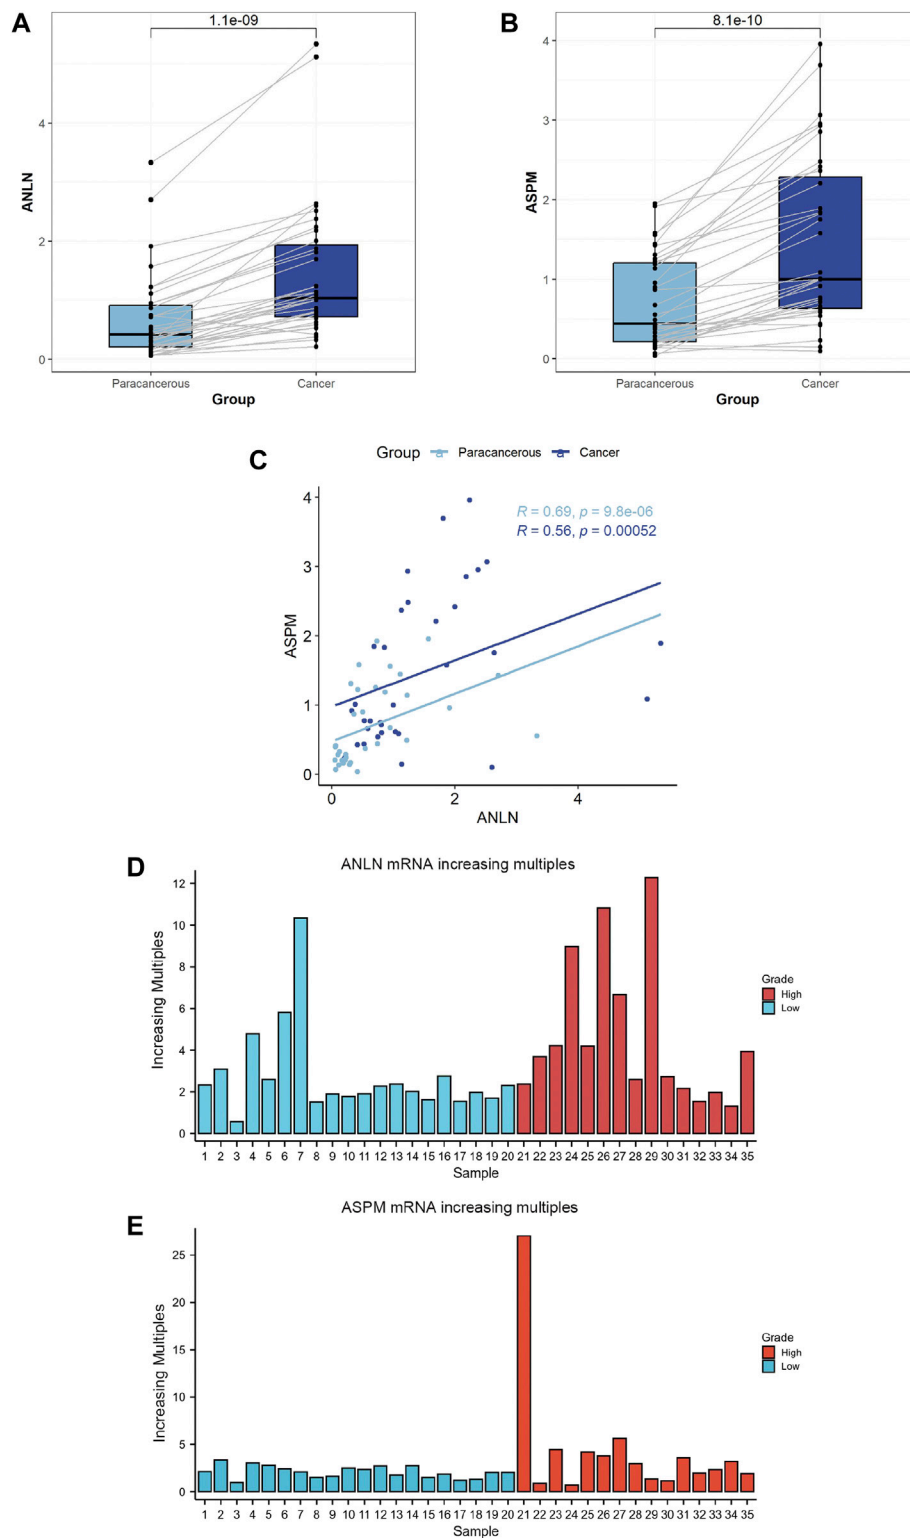 A
1.1e-09
ANLN
4
2
0
Paracancerous Cancer
Group
B
8.1e-10
ASPM
4
3
2
1
0
Paracancerous Cancer
Group
C
Group a Paracancerous a Cancer
R = 0.69, p = 9.8e-06
R = 0.56, p = 0.00052
ASPM
4
3
2
1
0
0 2 4
ANLN
D
ANLN mRNA increasing multiples
Increasing Multiples
12
10
8
6
4
2
0
1 2 3 4 5 6 7 8 9 10 11 12 13 14 15 16 17 18 19 20 21 22 23 24 25 26 27 28 29 30 31 32 33 34 35
Sample
Grade
High
Low
E
ASPM mRNA increasing multiples
Increasing Multiples
25
20
15
10
5
0
1 2 3 4 5 6 7 8 9 10 11 12 13 14 15 16 17 18 19 20 21 22 23 24 25 26 27 28 29 30 31 32 33 34 35
Sample
Grade
High
Low